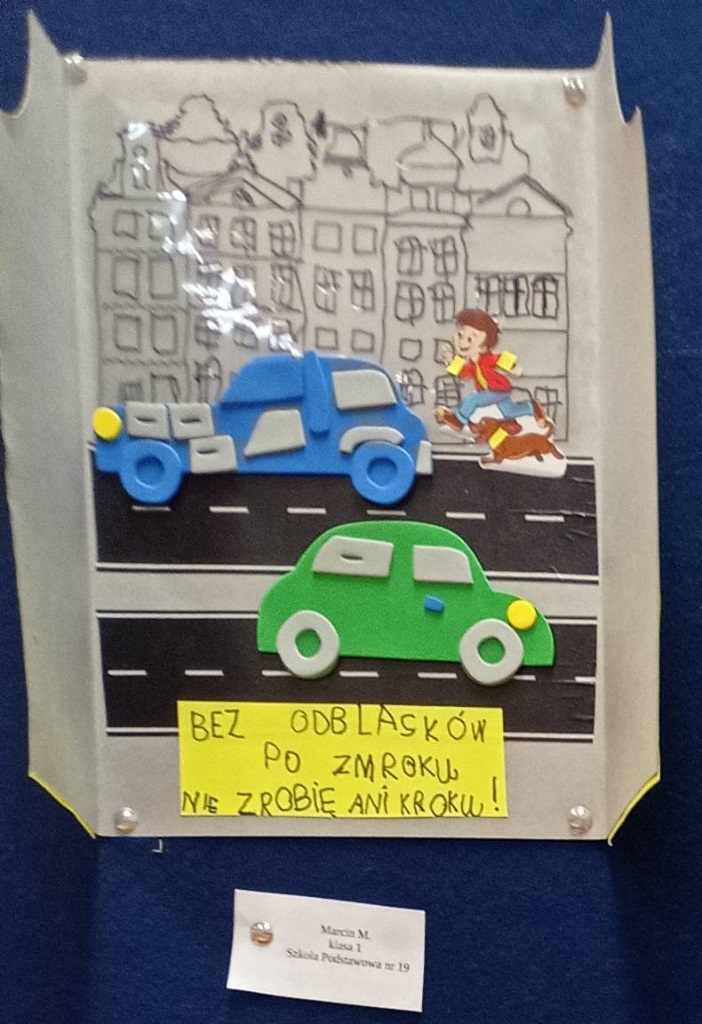 BEZ ODBLASKÓW
PO ZMROKU
NIE ZROBIĘ ANI KROKU!
Marcin M.
klasa 1
Szkoła Podstawowa nr 19